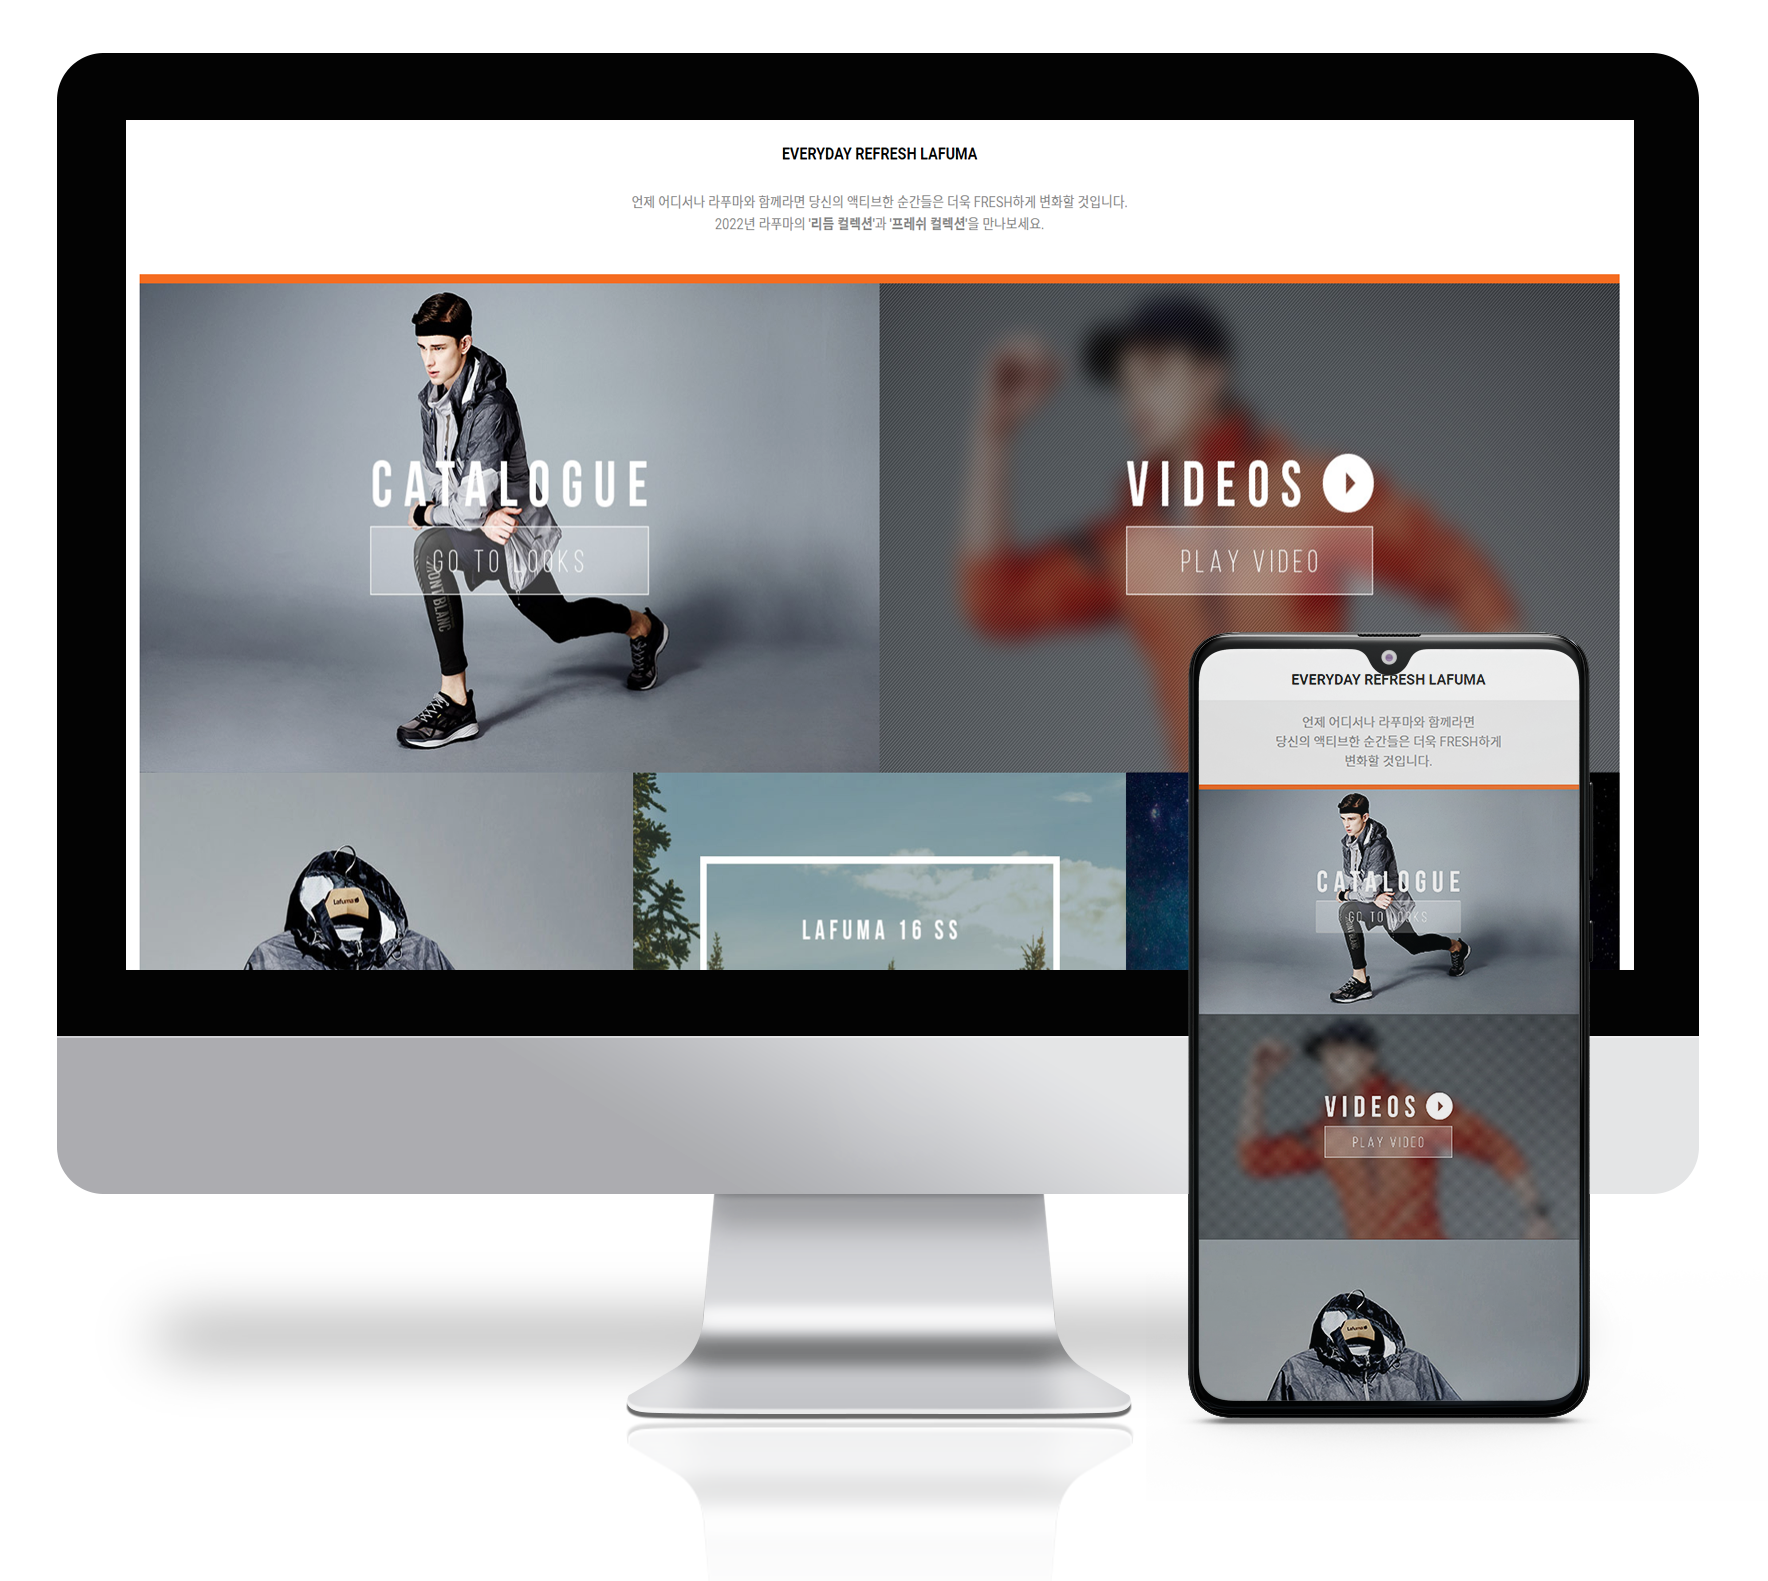 EVERYDAY REFRESH LAFUMA
언제 어디서나 라푸마와 함께라면 당신의 액티브한 순간들은 더욱 FRESH하게 변화할 것입니다.
2022년 라푸마의 '리듬 컬렉션'과 '프레쉬 컬렉션'을 만나보세요.
CATALOGUE
GO TO LOOKS
MONTBLANC
VIDEOS
PLAY VIDEO
Lafuma
LAFUMA 16 SS
EVERYDAY REFRESH LAFUMA
언제 어디서나 라푸마와 함께라면
당신의 액티브한 순간들은 더욱 FRESH하게
변화할 것입니다.
CATALOGUE
GO TO LOOKS
MONTBLANC
VIDEOS
PLAY VIDEO
Lafuma